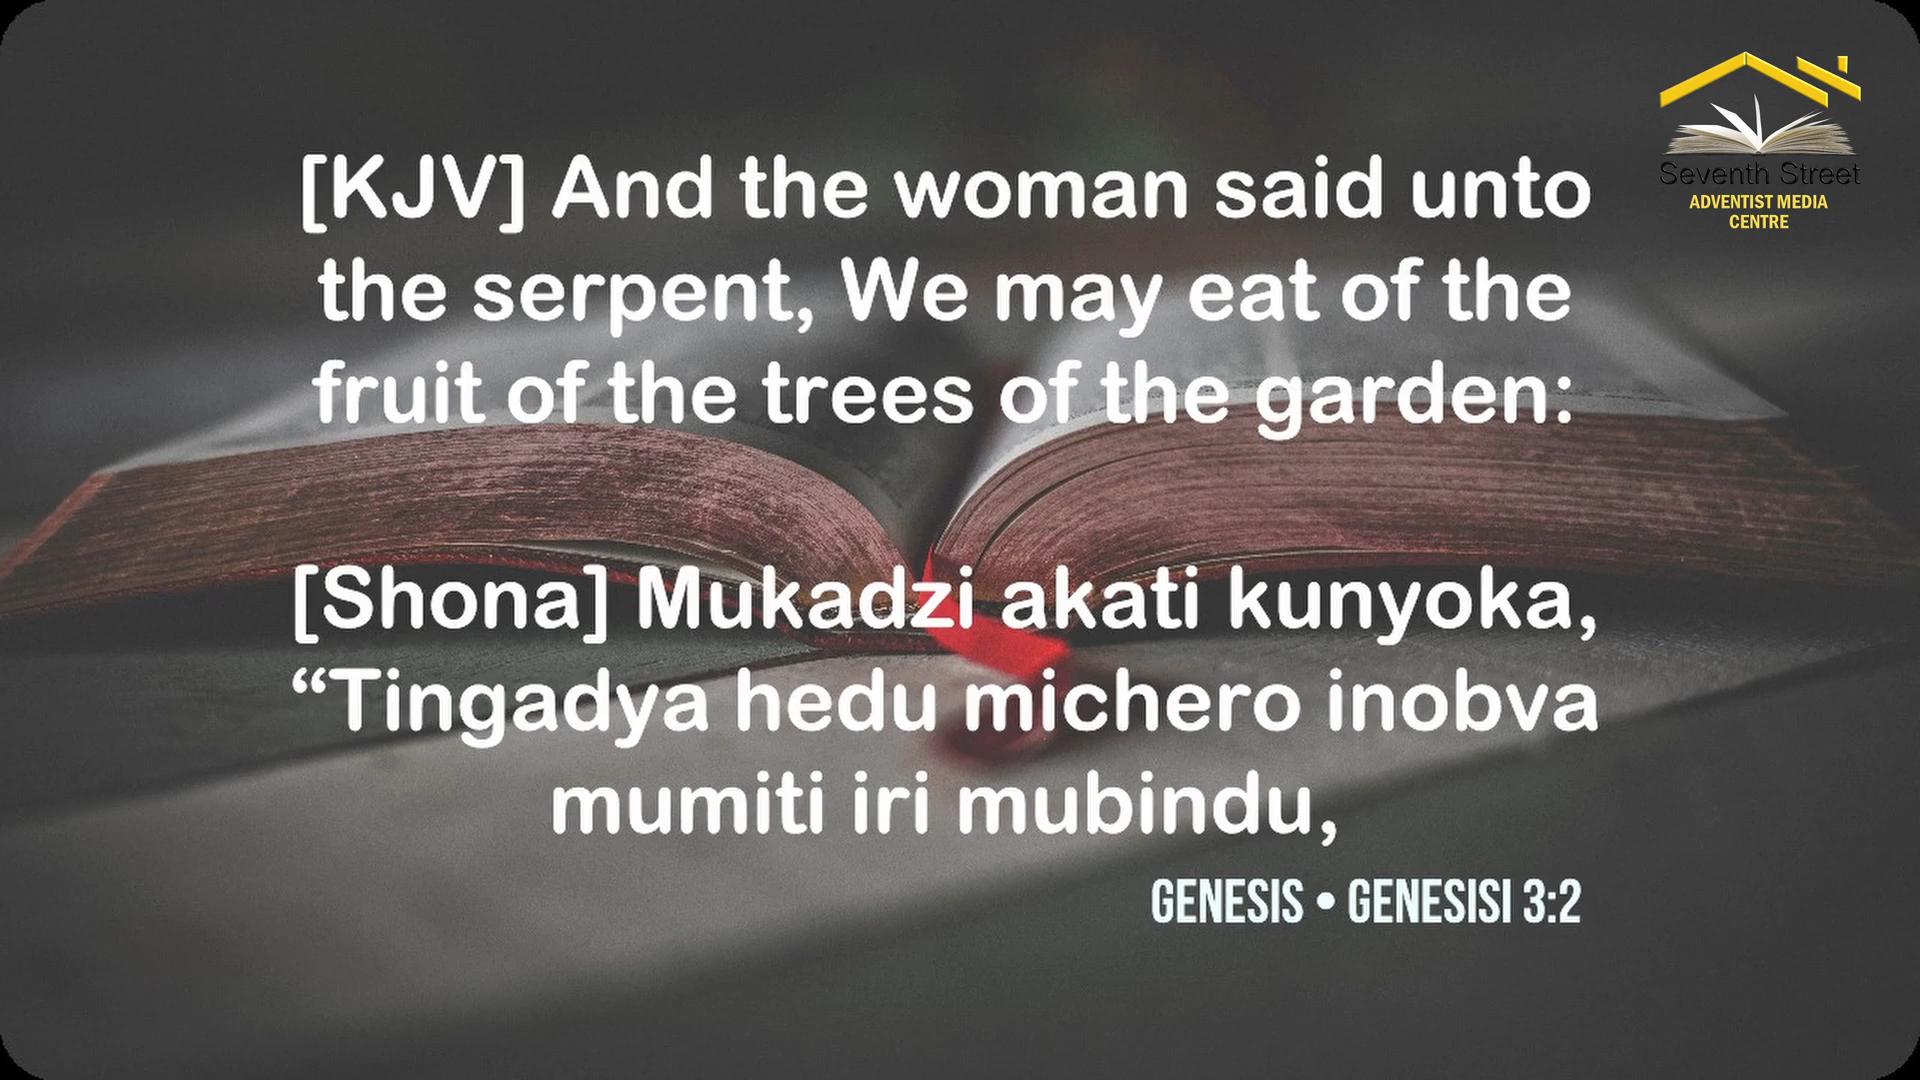 [KJV] And the woman said unto
the serpent, We may eat of the
fruit of the trees of the garden:
[Shona] Mukadzi akati kunyoka,
“Tingadya hedu michero inobva
mumiti iri mubindu,
GENESIS • GENESISI 3:2
Seventh Street
ADVENTIST MEDIA
CENTRE